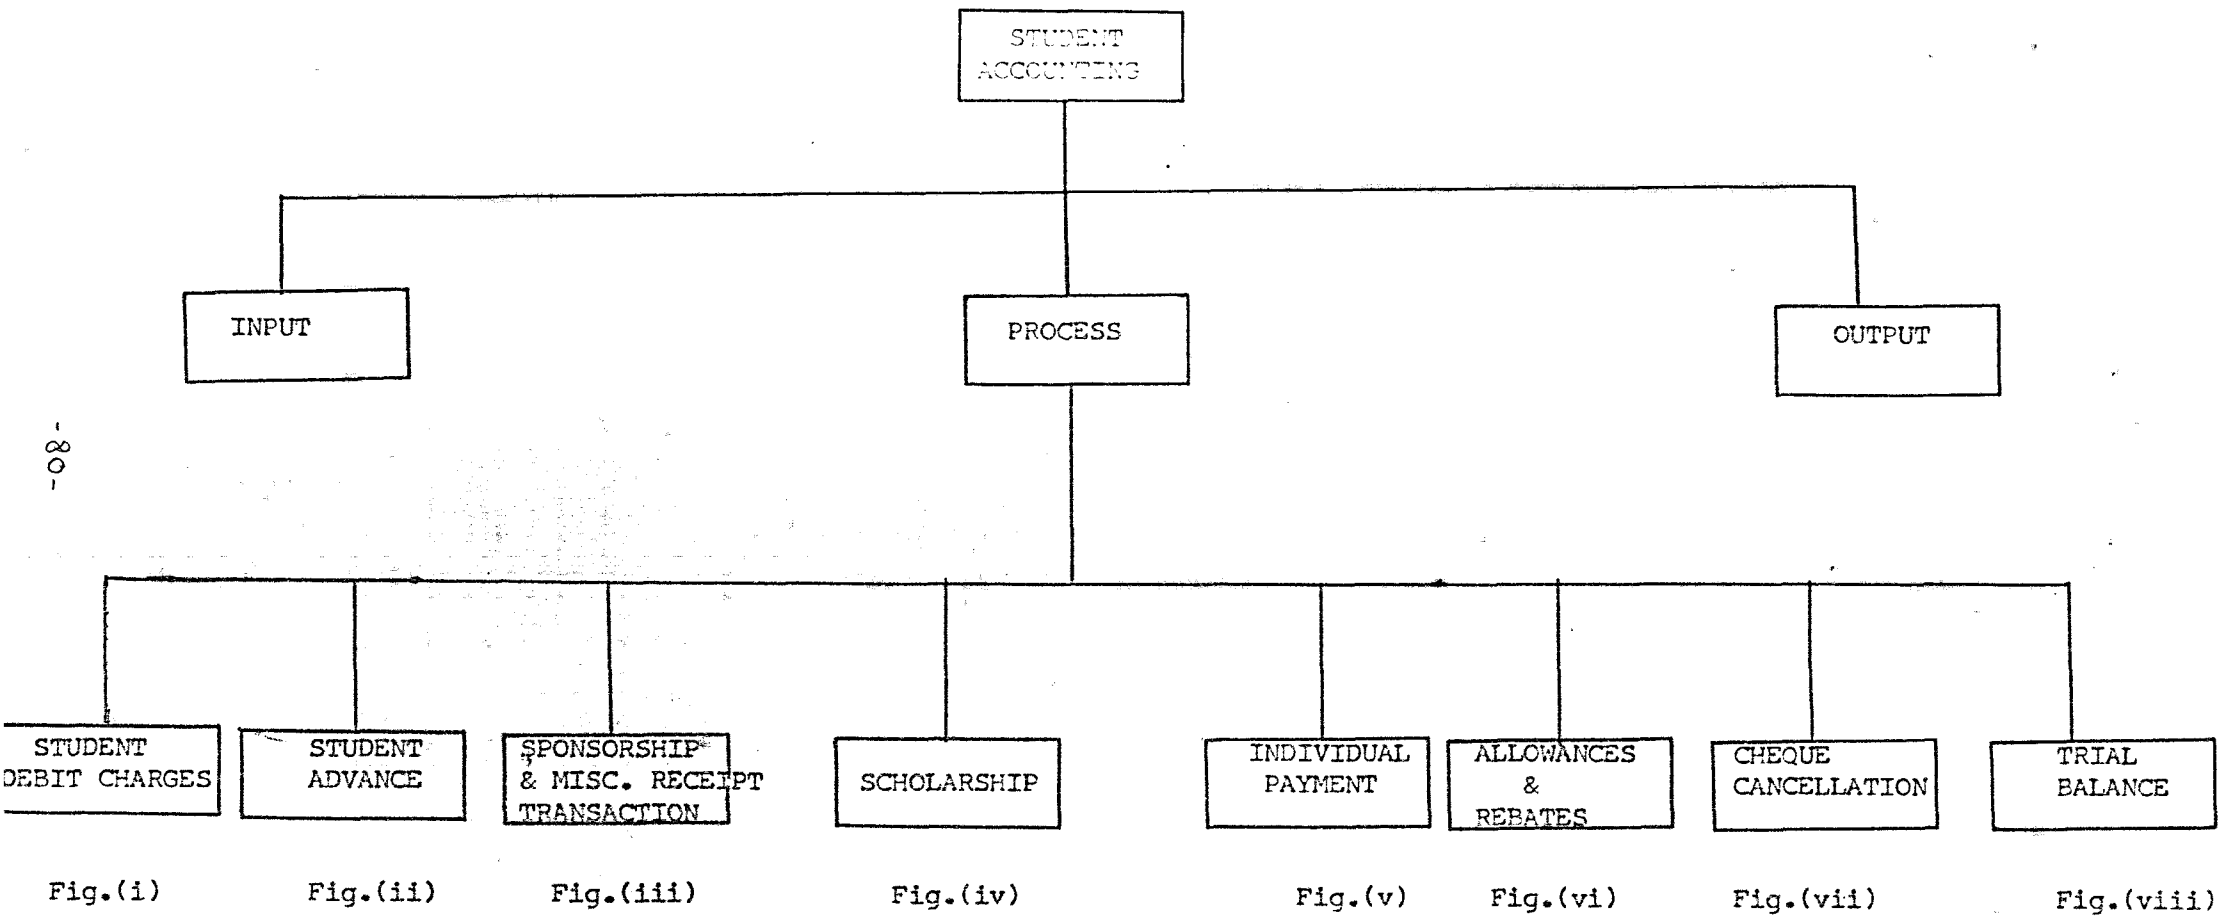 STUDENT
ACCOUNTING
INPUT
PROCESS
OUTPUT
-80-
STUDENT
DEBIT CHARGES
STUDENT
ADVANCE
SPONSORSHIP
& MISC. RECEIPT
TRANSACTION
SCHOLARSHIP
INDIVIDUAL
PAYMENT
ALLOWANCES
&
REBATES
CHEQUE
CANCELLATION
TRIAL
BALANCE
Fig.(i)
Fig.(ii)
Fig.(iii)
Fig.(iv)
Fig.(v)
Fig.(vi)
Fig.(vii)
Fig.(viii)